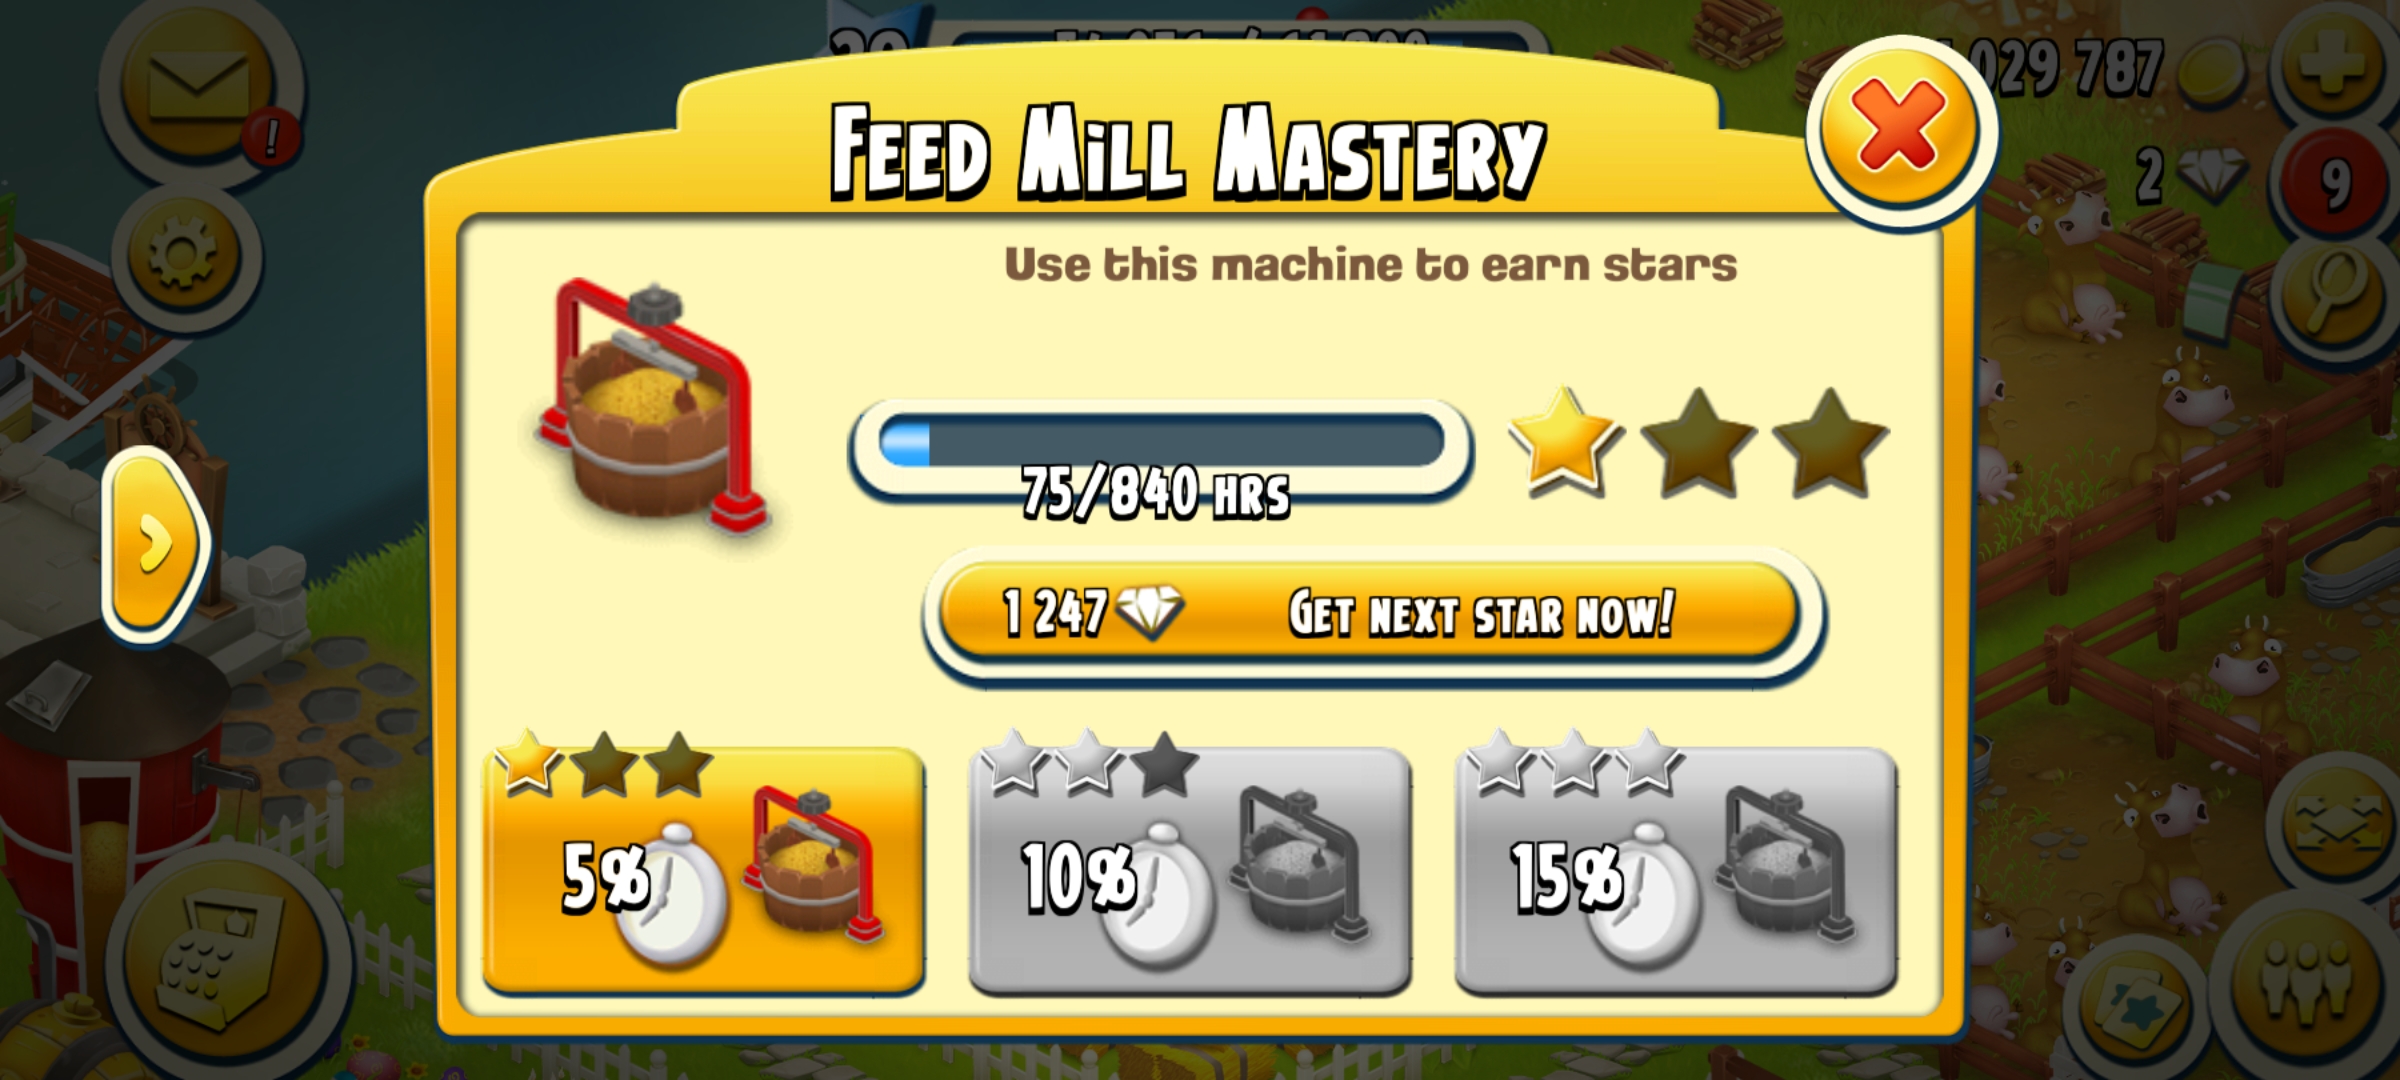 FEED MILL MASTERY
029 787
2
9
!
Use this machine to earn stars
75/840 HRS
1 247 GET NEXT STAR NOW!
5%
10%
15%